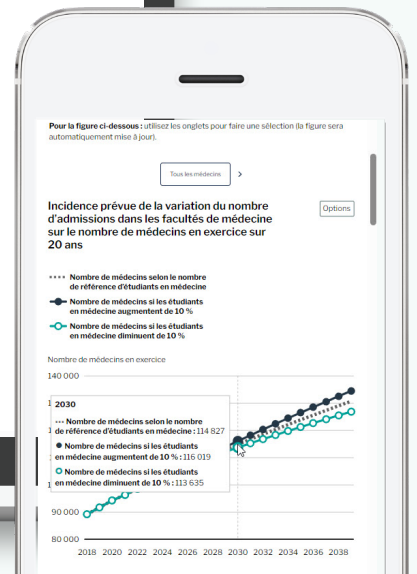 Pour la figure ci-dessous : utilisez les onglets pour faire une sélection (la figure sera
automatiquement mise à jour).
Tous les médecins >
Incidence prévue de la variation du nombre
d'admissions dans les facultés de médecine
sur le nombre de médecins en exercice sur
20 ans
Options
Nombre de médecins selon le nombre
de référence d'étudiants en médecine
Nombre de médecins si les étudiants
en médecine augmentent de 10 %
Nombre de médecins si les étudiants
en médecine diminuent de 10 %
Nombre de médecins en exercice
140 000
2030
Nombre de médecins selon le nombre
de référence d'étudiants en médecine : 114 827
Nombre de médecins si les étudiants
en médecine augmentent de 10 % : 116 019
Nombre de médecins si les étudiants
en médecine diminuent de 10 % : 113 635
90 000
80 000
2018 2020 2022 2024 2026 2028 2030 2032 2034 2036 2038